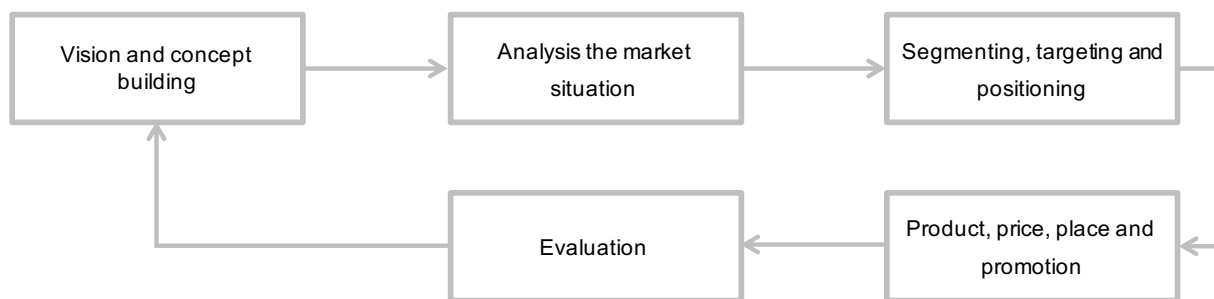 Vision and concept
building
Analysis the market
situation
Segmenting, targeting and
positioning
Evaluation
Product, price, place and
promotion